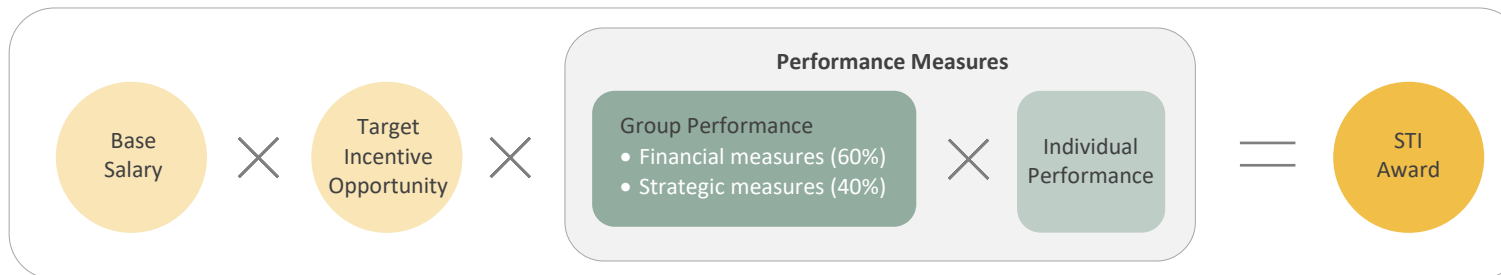 Performance Measures
Base
Salary
Target
Incentive
Opportunity
Group Performance
• Financial measures (60%)
• Strategic measures (40%)
Individual
Performance
STI
Award